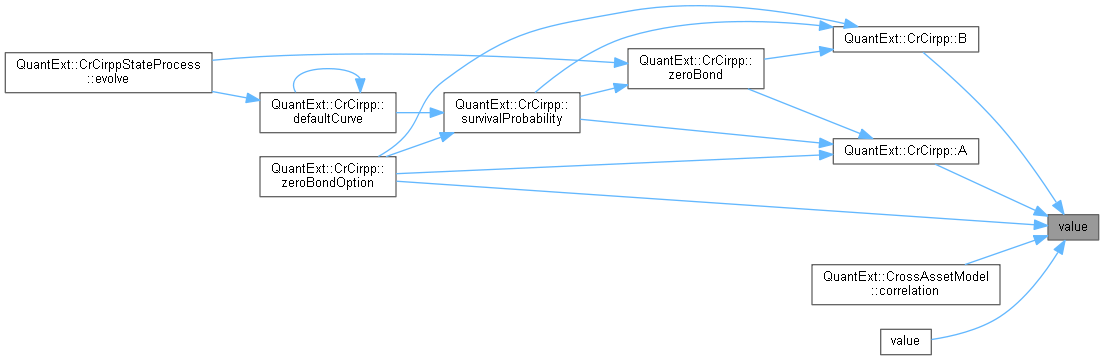 QuantExt::CrCirpp::B
QuantExt::CrCirpp::
zeroBond
QuantExt::CrCirppStateProcess
::evolve
QuantExt::CrCirpp::
defaultCurve
QuantExt::CrCirpp::
survivalProbability
QuantExt::CrCirpp::A
QuantExt::CrCirpp::
zeroBondOption
value
QuantExt::CrossAssetModel
::correlation
value